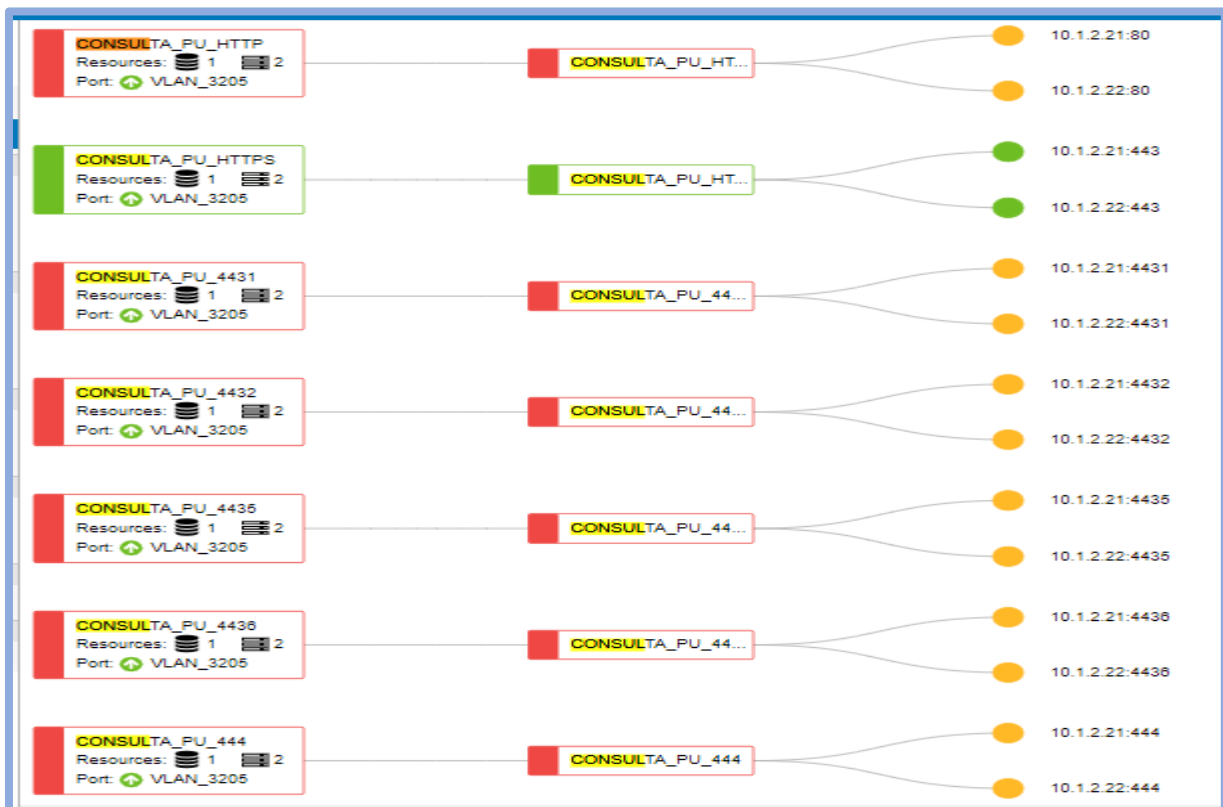 CONSULTA_PU_HTTP
Resources: 1 2
Port: VLAN_3205
CONSULTA_PU_HT...
10.1.2.21:80
10.1.2.22:80
CONSULTA_PU_HTTPS
Resources: 1 2
Port: VLAN_3205
CONSULTA_PU_HT...
10.1.2.21:443
10.1.2.22:443
CONSULTA_PU_4431
Resources: 1 2
Port: VLAN_3205
CONSULTA_PU_44...
10.1.2.21:4431
10.1.2.22:4431
CONSULTA_PU_4432
Resources: 1 2
Port: VLAN_3205
CONSULTA_PU_44...
10.1.2.21:4432
10.1.2.22:4432
CONSULTA_PU_4435
Resources: 1 2
Port: VLAN_3205
CONSULTA_PU_44...
10.1.2.21:4435
10.1.2.22:4435
CONSULTA_PU_4436
Resources: 1 2
Port: VLAN_3205
CONSULTA_PU_44...
10.1.2.21:4436
10.1.2.22:4436
CONSULTA_PU_444
Resources: 1 2
Port: VLAN_3205
CONSULTA_PU_444
10.1.2.21:444
10.1.2.22:444